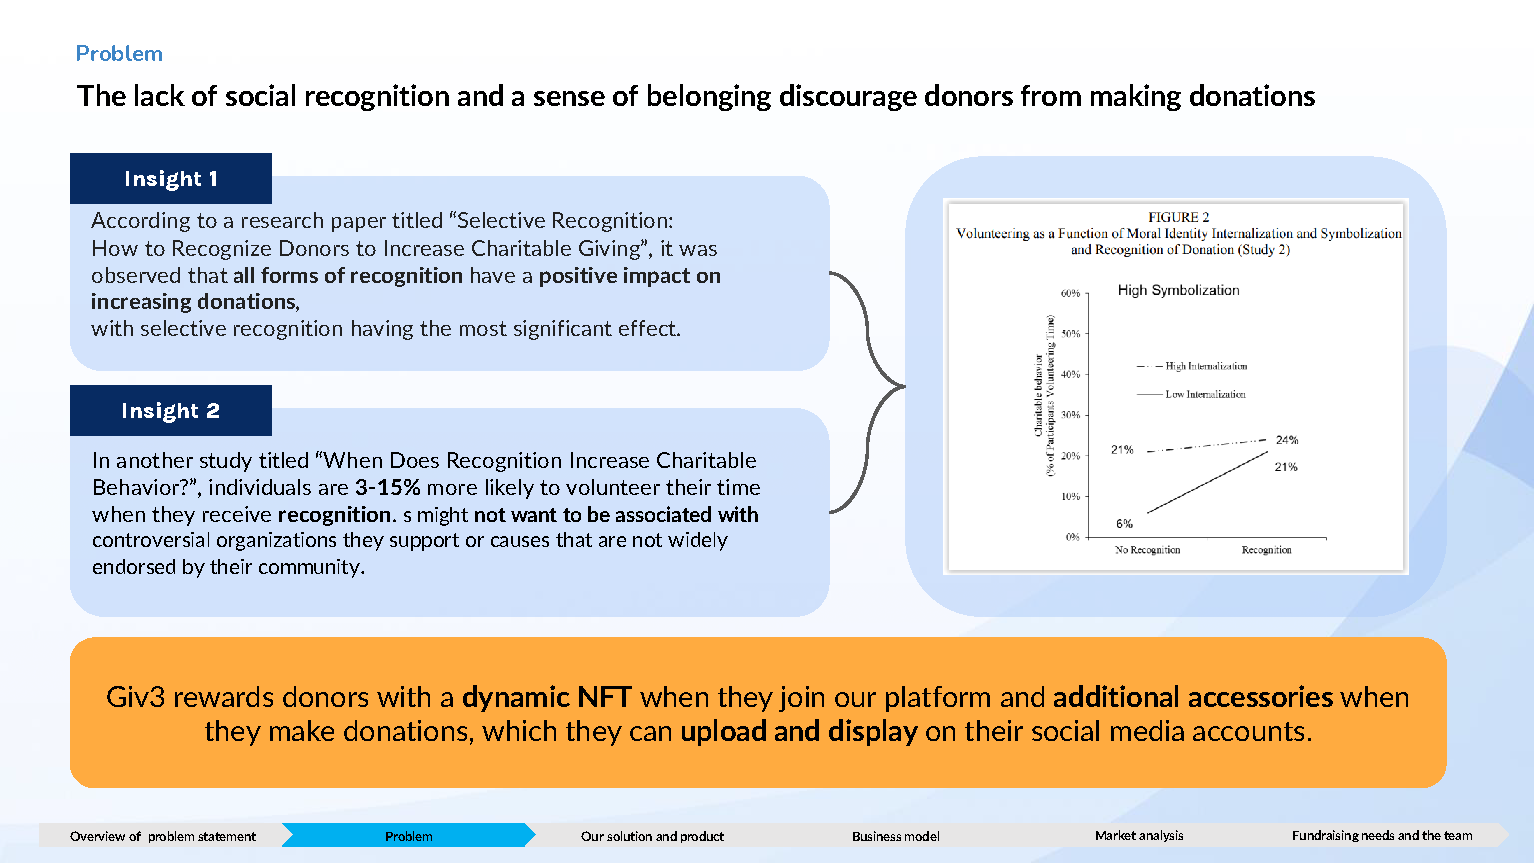 Problem
The lack of social recognition and a sense of belonging discourage donors from making donations
Insight 1
According to a research paper titled “Selective Recognition:
How to Recognize Donors to Increase Charitable Giving”, it was
observed that all forms of recognition have a positive impact on
increasing donations,
with selective recognition having the most significant effect.
Insight 2
In another study titled “When Does Recognition Increase Charitable
Behavior?”, individuals are 3-15% more likely to volunteer their time
when they receive recognition. s might not want to be associated with
controversial organizations they support or causes that are not widely
endorsed by their community.
FIGURE 2
Volunteering as a Function of Moral Identity Internalization and Symbolization
and Recognition of Donation (Study 2)
High Symbolization
Charitable behavior
(% of Participants Volunteering Time)
60%
50%
40%
30%
20%
10%
0%
High Internalization
Low Internalization
21%
24%
21%
6%
No Recognition
Recognition
Giv3 rewards donors with a dynamic NFT when they join our platform and additional accessories when
they make donations, which they can upload and display on their social media accounts.
Overview of problem statement
Problem
Our solution and product
Business model
Market analysis
Fundraising needs and the team